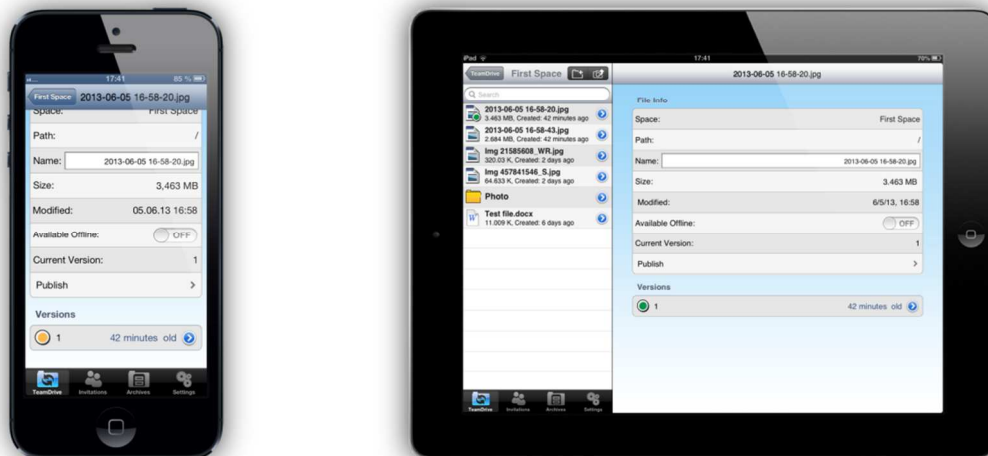 17:41
85 %
First Space
2013-06-05 16-58-20.jpg
Space:
First Space
Path:
/
Name:
2013-06-05 16-58-20.jpg
Size:
3,463 MB
Modified:
05.06.13 16:58
Available Offline:
OFF
Current Version:
1
Publish
Versions
1
42 minutes old
TeamDrive
Invitations
Archives
Settings
iPad
17:41
70%
TeamDrive
First Space
2013-06-05 16-58-20.jpg
Search
2013-06-05 16-58-20.jpg
3.463 MB, Created: 42 minutes ago
2013-06-05 16-58-43.jpg
2.684 MB, Created: 42 minutes ago
Img 21585608_WR.jpg
320.03 K, Created: 2 days ago
Img 457841546_S.jpg
64.633 K, Created: 2 days ago
Photo
Test file.docx
11.009 K, Created: 6 days ago
File Info
Space:
First Space
Path:
/
Name:
2013-06-05 16-58-20.jpg
Size:
3.463 MB
Modified:
6/5/13, 16:58
Available Offline:
OFF
Current Version:
1
Publish
Versions
1
42 minutes old
TeamDrive
Invitations
Archives
Settings